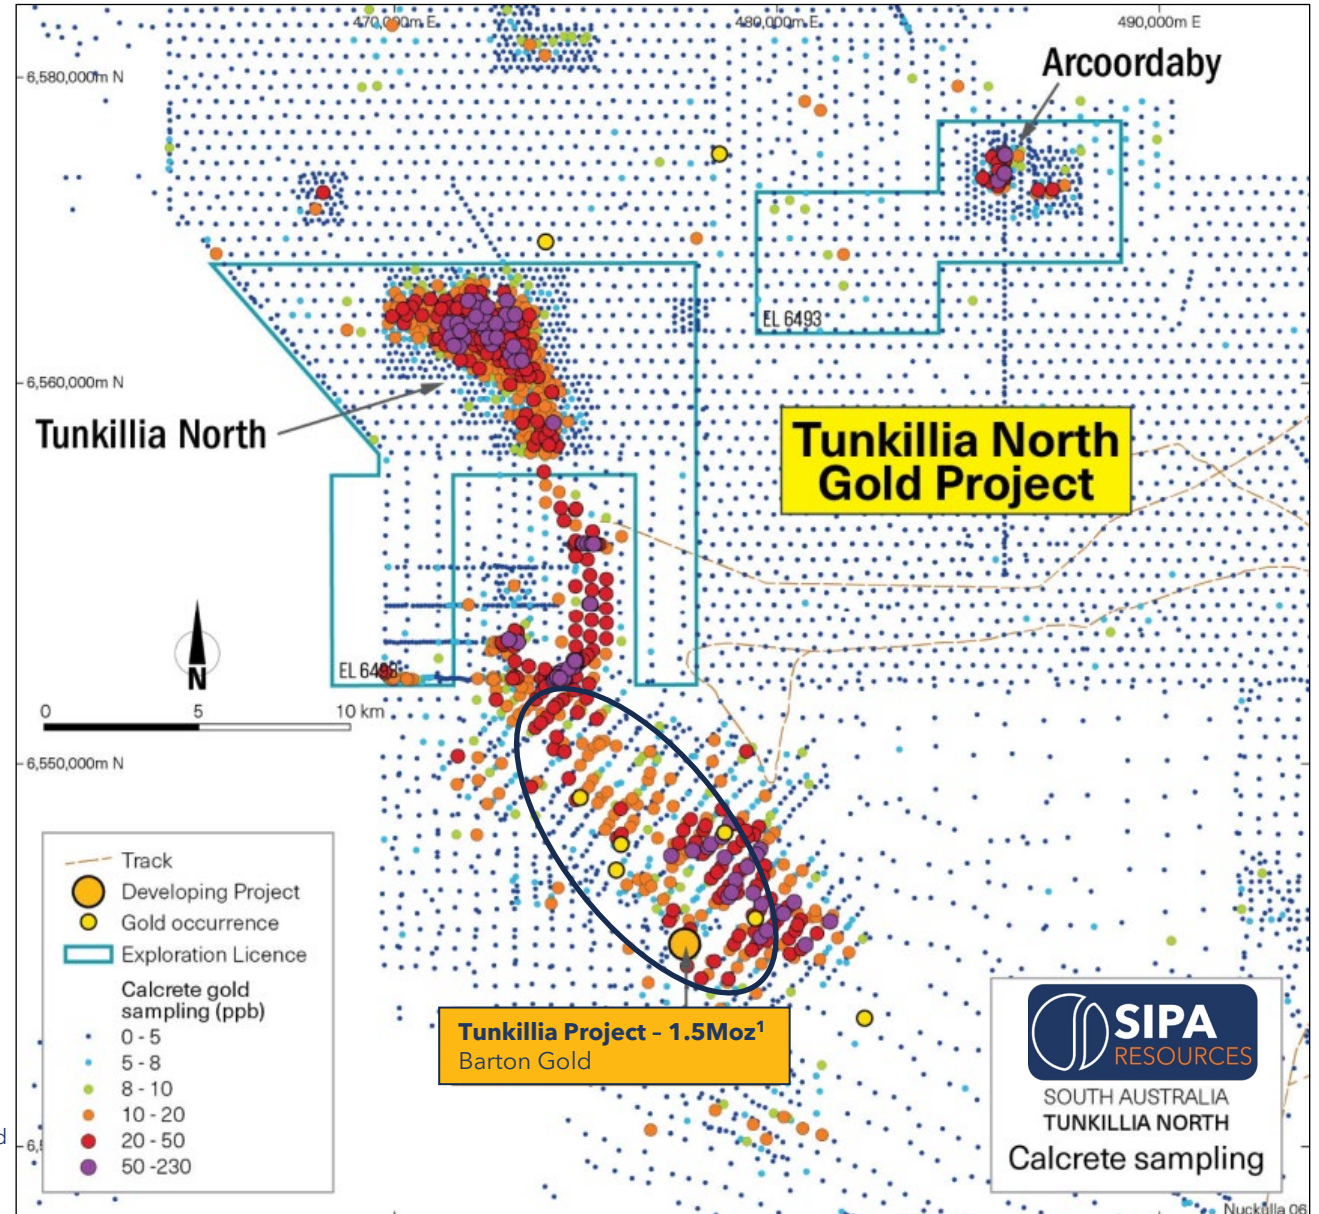 470,000m E
480,000m E
490,000m E
6,580,000m N
Arcoordaby
EL 6493
6,560,000m N
Tunkillia North
Tunkillia North
Gold Project
N
EL 6498
0 5 10 km
6,550,000m N
Track
Developing Project
Gold occurrence
Exploration Licence
Calcrete gold
sampling (ppb)
0 - 5
5 - 8
8 - 10
10 - 20
20 - 50
50 -230
Tunkillia Project – 1.5Moz¹
Barton Gold
SIPA
RESOURCES
SOUTH AUSTRALIA
TUNKILLIA NORTH
Calcrete sampling
Nuckulla 06